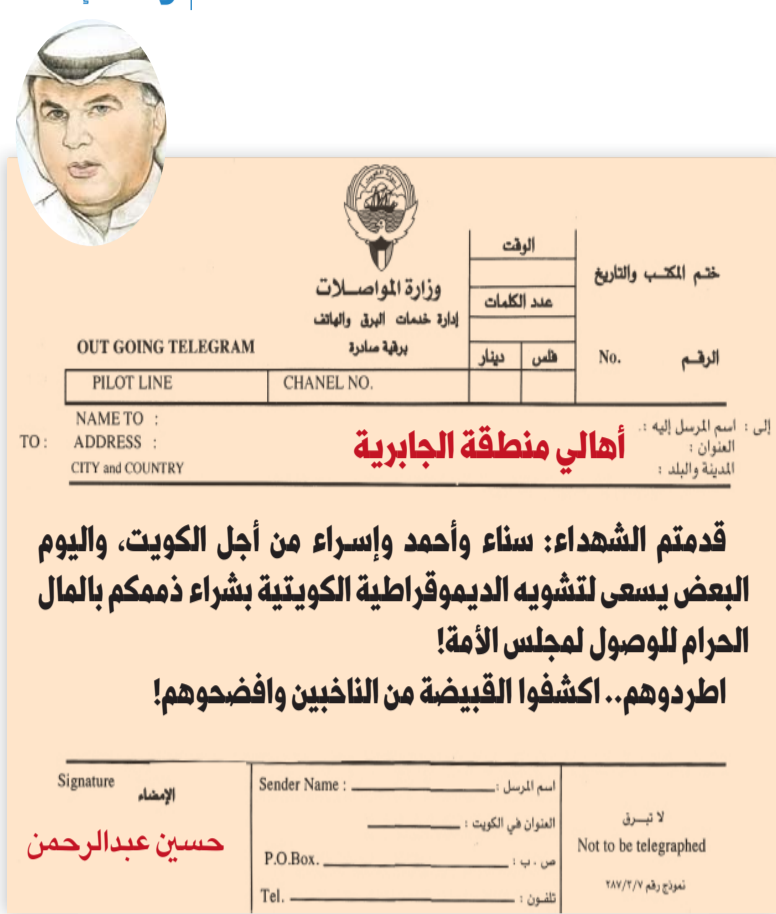 الوقت
ختم المكتب والتاريخ
وزارة المواصلات
عدد الكلمات
إدارة خدمات البرق والهاتف
OUT GOING TELEGRAM
برقية صادرة
دينار
فلس
No.
الرقم
PILOT LINE
CHANEL NO.
TO :
NAME TO :
ADDRESS :
CITY and COUNTRY
أهالي منطقة الجابرية
إلى : اسم المرسل إليه :
العنوان :
المدينة والبلد :
قدمتم الشهداء: سناء وأحمد وإسراء من أجل الكويت، واليوم
البعض يسعى لتشويه الديموقراطية الكويتية بشراء ذممكم بالمال
الحرام للوصول لمجلس الأمة!
اطردوهم.. اكشفوا القبيضة من الناخبين وافضحوهم!
Signature
الإمضاء
حسين عبدالرحمن
Sender Name :
اسم المرسل :
العنوان في الكويت :
P.O.Box.
ص . ب :
Tel.
تلفون :
لا تبرق
Not to be telegraphed
نموذج رقم ٢٨٧/٣/٧